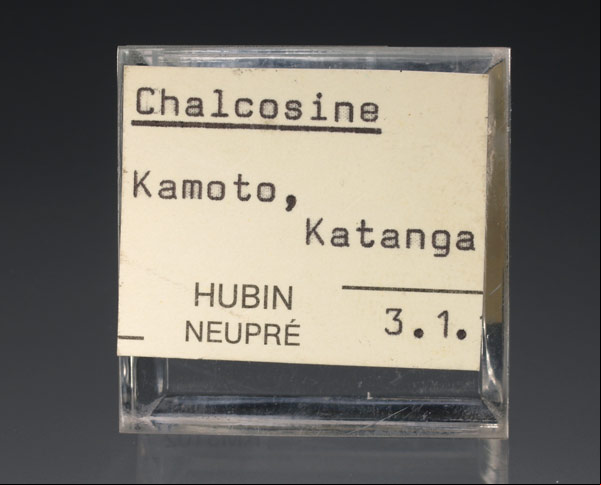 Chalcosine
Kamoto,
Katanga
HUBIN
NEUPRÉ
3.1.